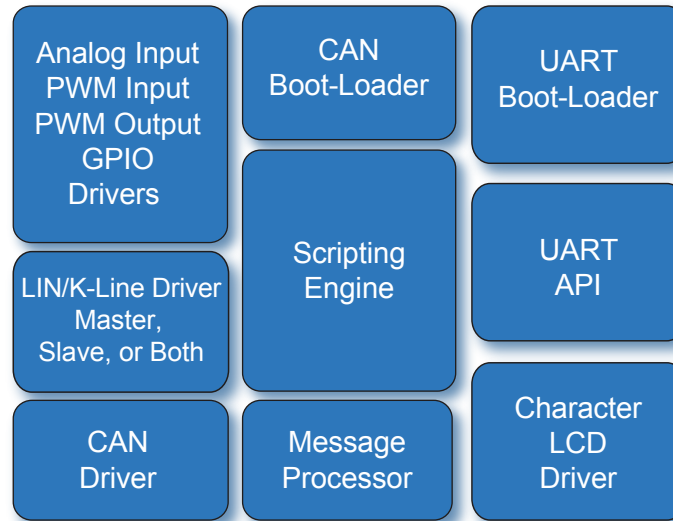 Analog Input
PWM Input
PWM Output
GPIO
Drivers
LIN/K-Line Driver
Master,
Slave, or Both
CAN
Driver
CAN
Boot-Loader
Scripting
Engine
Message
Processor
UART
Boot-Loader
UART
API
Character
LCD
Driver